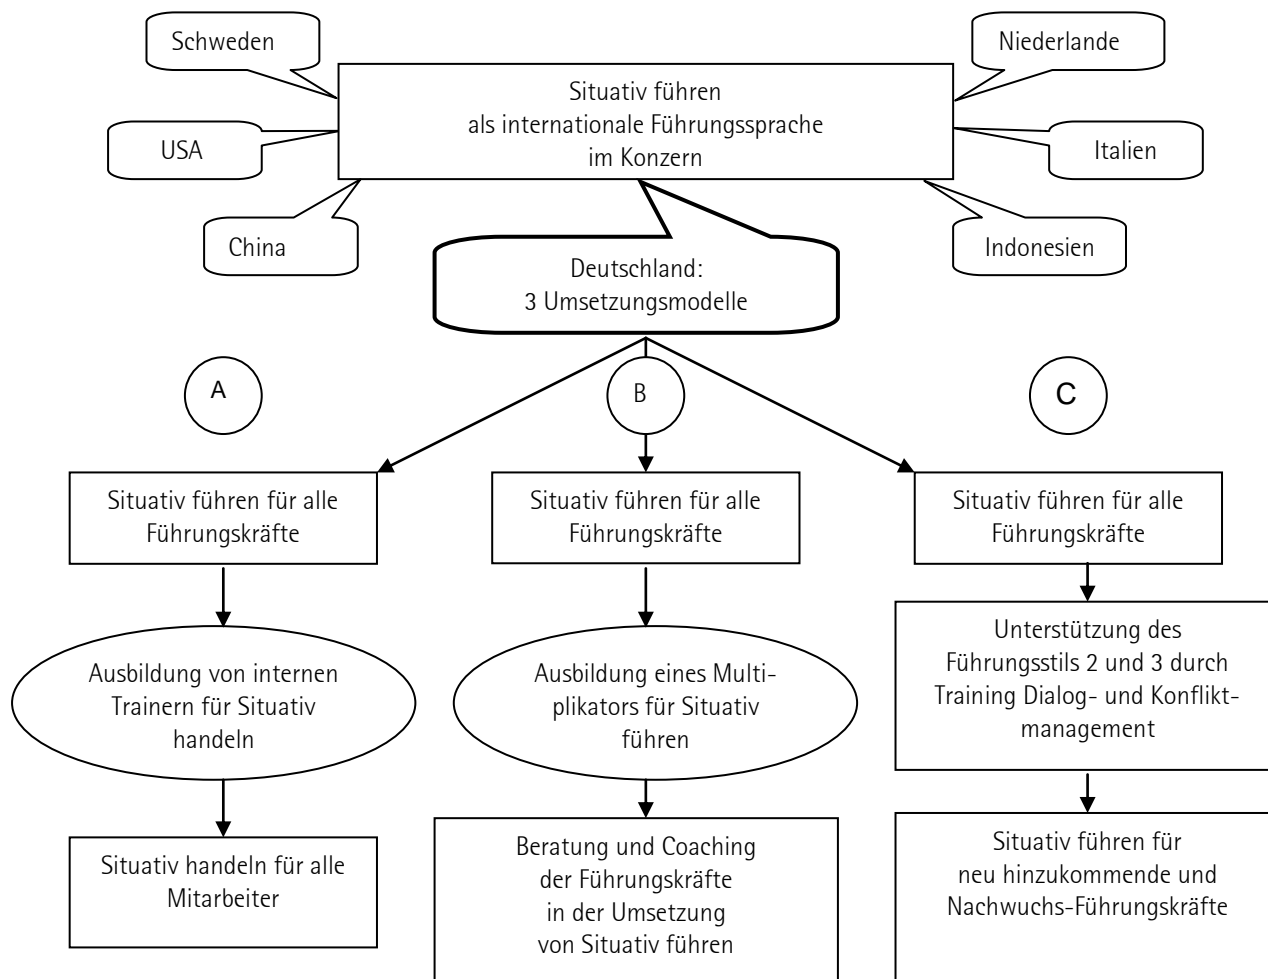 Schweden
Niederlande
Situativ führen
als internationale Führungssprache
im Konzern
USA
Italien
China
Indonesien
Deutschland:
3 Umsetzungsmodelle
A
B
C
Situativ führen für alle
Führungskräfte
Situativ führen für alle
Führungskräfte
Situativ führen für alle
Führungskräfte
Ausbildung von internen
Trainern für Situativ
handeln
Ausbildung eines Multi-
plikators für Situativ
führen
Unterstützung des
Führungsstils 2 und 3 durch
Training Dialog- und Konflikt-
management
Situativ handeln für alle
Mitarbeiter
Beratung und Coaching
der Führungskräfte
in der Umsetzung
von Situativ führen
Situativ führen für
neu hinzukommende und
Nachwuchs-Führungskräfte